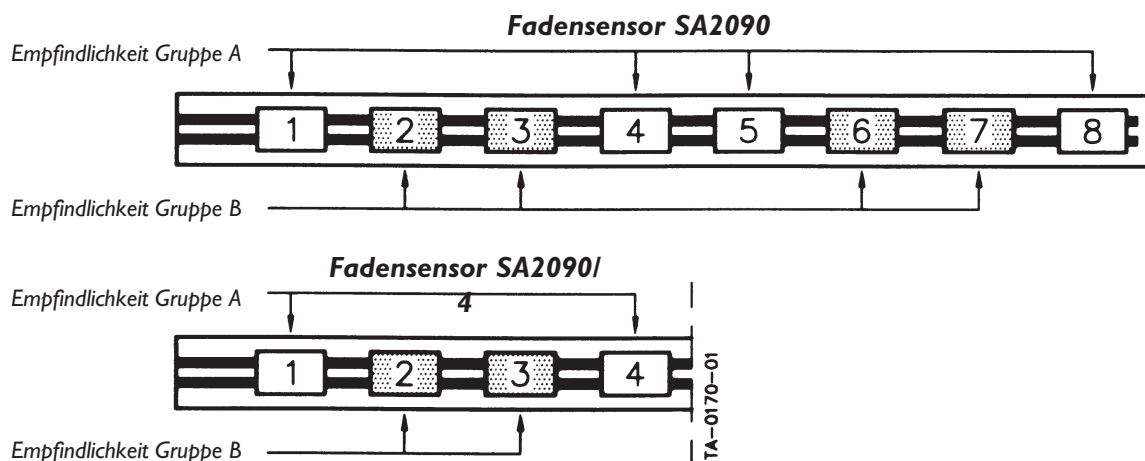 Fadensensor SA2090
Empfindlichkeit Gruppe A
1 2 3 4 5 6 7 8
Empfindlichkeit Gruppe B
Fadensensor SA2090/
4
Empfindlichkeit Gruppe A
1 2 3 4
TA-0170-01
Empfindlichkeit Gruppe B